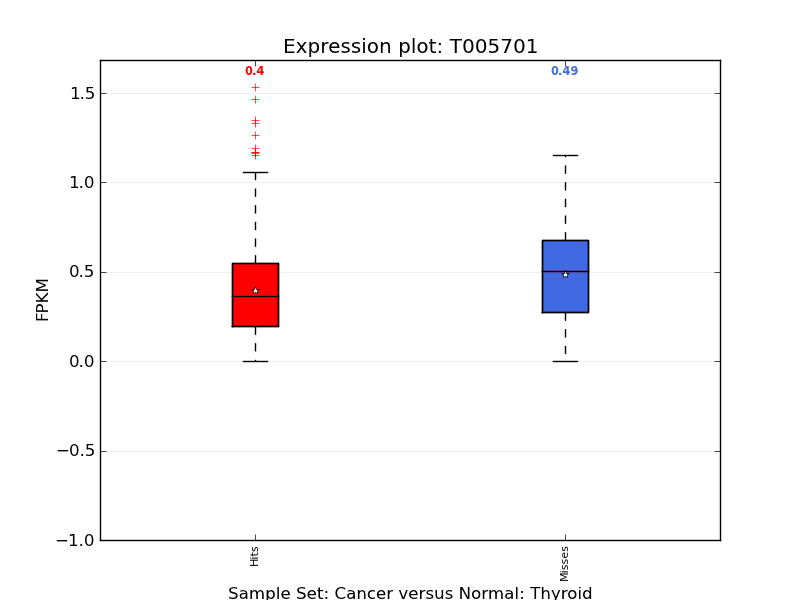 Expression plot: T005701
0.4
0.49
1.5
1.0
0.5
0.0
−0.5
−1.0
FPKM
Hits
Misses
Sample Set: Cancer versus Normal: Thyroid